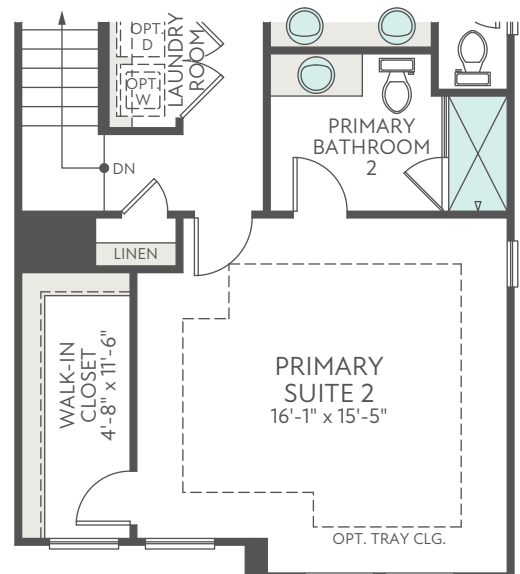 OPT.
D
OPT.
W
LAUNDRY
ROOM
PRIMARY
BATHROOM
2
DN
LINEN
WALK-IN
CLOSET
4'-8" x 11'-6"
PRIMARY
SUITE 2
16'-1" x 15'-5"
OPT. TRAY CLG.